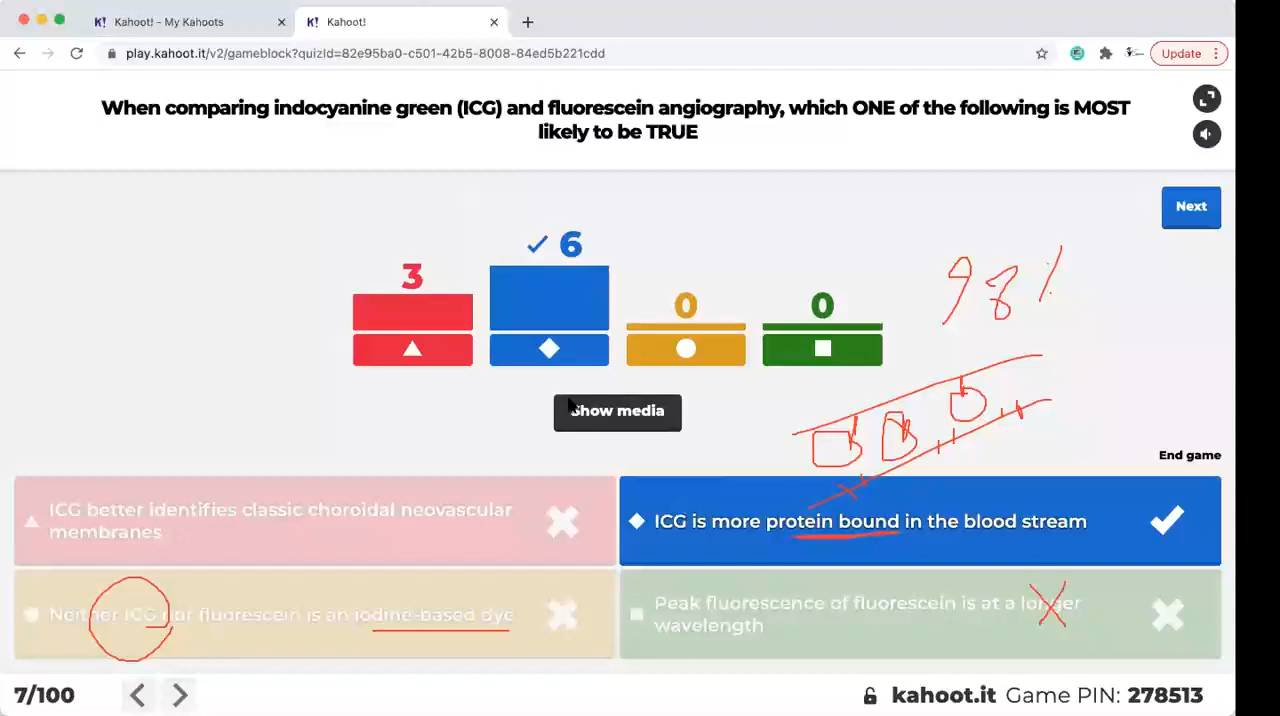 K! Kahoot! - My Kahoots
K! Kahoot!
play.kahoot.it/v2/gameblock?quizId=82e95ba0-c501-42b5-8008-84ed5b221cdd
Update
When comparing indocyanine green (ICG) and fluorescein angiography, which ONE of the following is MOST
likely to be TRUE
Next
3
6
0
0
98%
Show media
End game
ICG better identifies classic choroidal neovascular
membranes
ICG is more protein bound in the blood stream
Neither ICG nor fluorescein is an iodine-based dye
Peak fluorescence of fluorescein is at a longer
wavelength
7/100
kahoot.it Game PIN: 278513